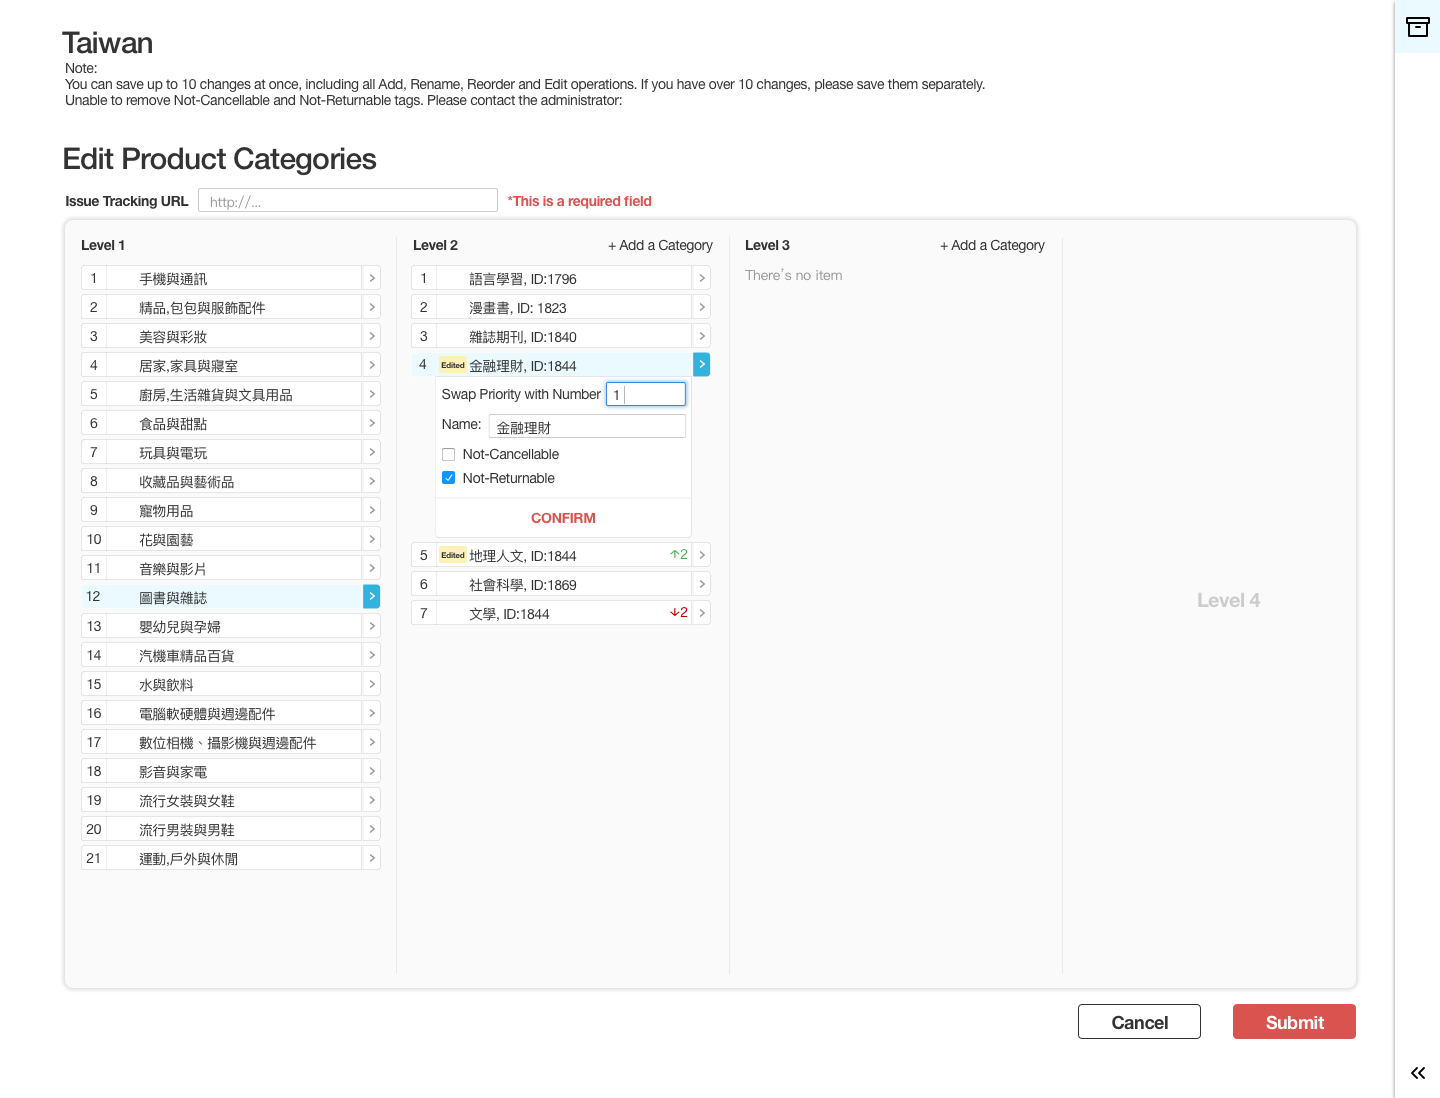 Taiwan
Note:
You can save up to 10 changes at once, including all Add, Rename, Reorder and Edit operations. If you have over 10 changes, please save them separately.
Unable to remove Not-Cancellable and Not-Returnable tags. Please contact the administrator:
Edit Product Categories
Issue Tracking URL http://... *This is a required field
Level 1
1 手機與通訊
2 精品,包包與服飾配件
3 美容與彩妝
4 居家,家具與寢室
5 廚房,生活雜貨與文具用品
6 食品與甜點
7 玩具與電玩
8 收藏品與藝術品
9 寵物用品
10 花與園藝
11 音樂與影片
12 圖書與雜誌
13 嬰幼兒與孕婦
14 汽機車精品百貨
15 水與飲料
16 電腦軟硬體與週邊配件
17 數位相機、攝影機與週邊配件
18 影音與家電
19 流行女裝與女鞋
20 流行男裝與男鞋
21 運動,戶外與休閒
Level 2 + Add a Category
1 語言學習, ID:1796
2 漫畫書, ID: 1823
3 雜誌期刊, ID:1840
4 Edited 金融理財, ID:1844
Swap Priority with Number 1
Name: 金融理財
Not-Cancellable
Not-Returnable
CONFIRM
5 Edited 地理人文, ID:1844 ↑2
6 社會科學, ID:1869
7 文學, ID:1844 ↓2
Level 3 + Add a Category
There's no item
Level 4
Cancel Submit